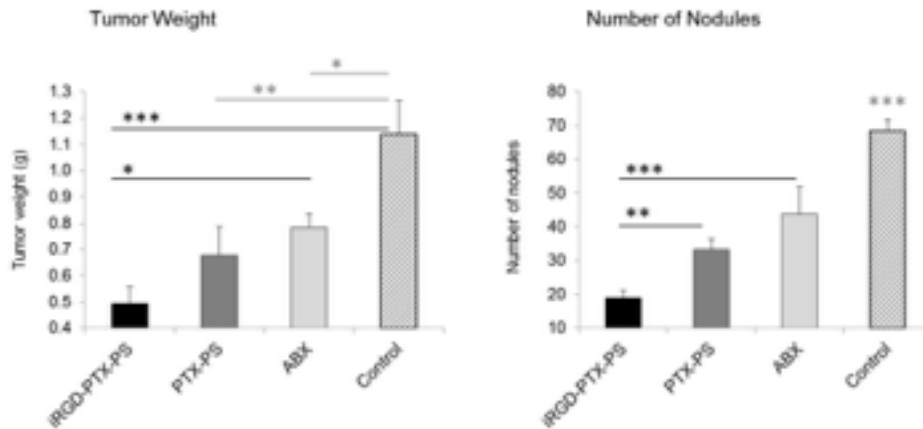 Tumor Weight
Tumor weight (g)
1.3
1.2
1.1
1.0
0.9
0.8
0.7
0.6
0.5
0.4
*
**
***
*
iRGD-PTX-PS
PTX-PS
ABX
Control
Number of Nodules
Number of nodules
80
70
60
50
40
30
20
10
***
***
**
iRGD-PTX-PS
PTX-PS
ABX
Control